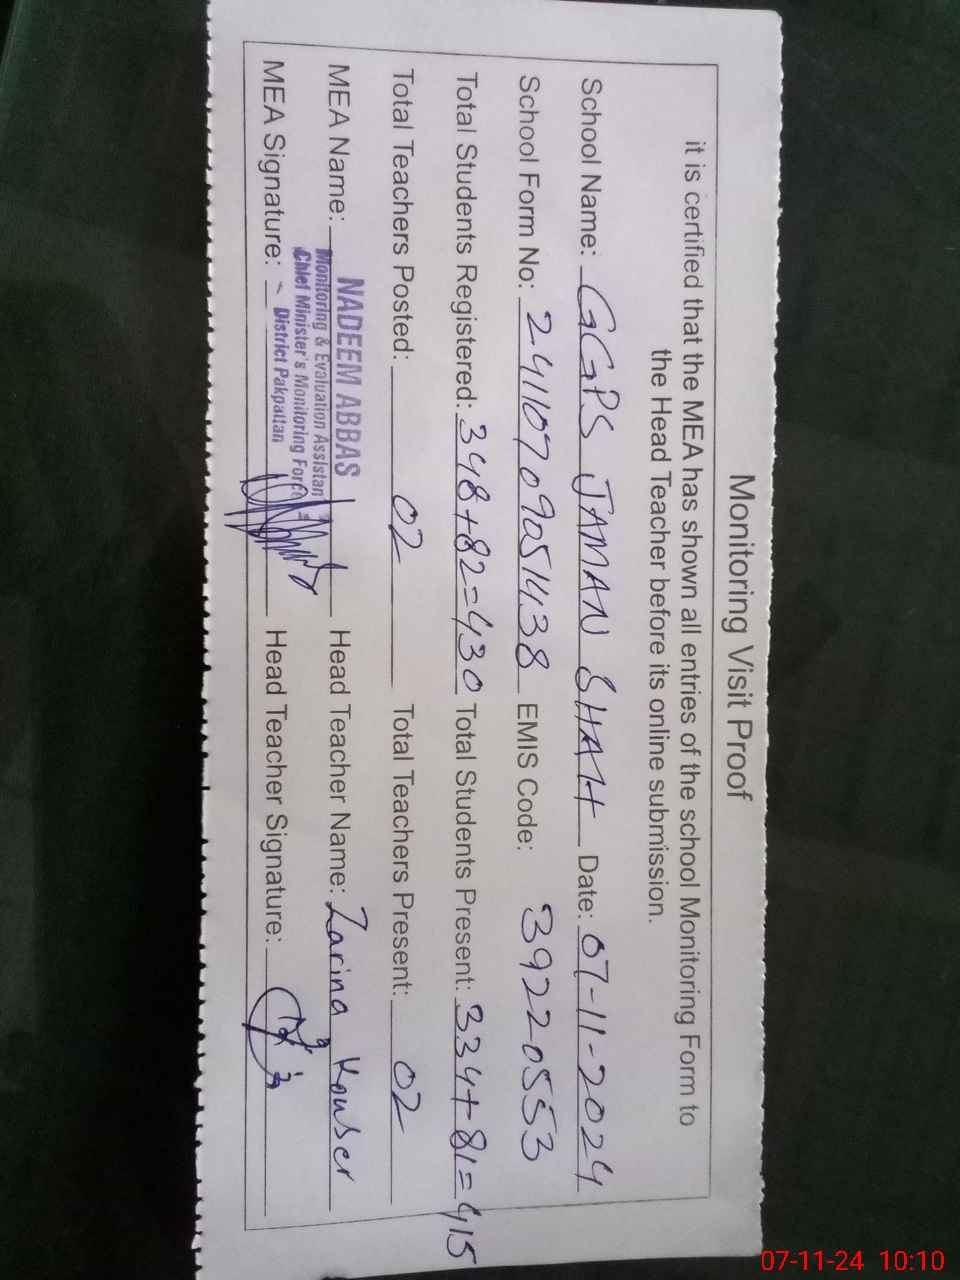 Monitoring Visit Proof
it is certified that the MEA has shown all entries of the school Monitoring Form to
the Head Teacher before its online submission.
School Name: GGPS JAMAN SHAH Date: 07-11-2024
School Form No: 24110709051438 EMIS Code: 39220553
Total Students Registered: 348+82=430 Total Students Present: 334+81=415
Total Teachers Posted: 02 Total Teachers Present: 02
MEA Name: NADEEM ABBAS Head Teacher Name: Zarina Kouser
Monitoring & Evaluation Assistant
Chief Minister's Monitoring Force
District Pakpattan
MEA Signature: Head Teacher Signature:
07-11-24 10:10